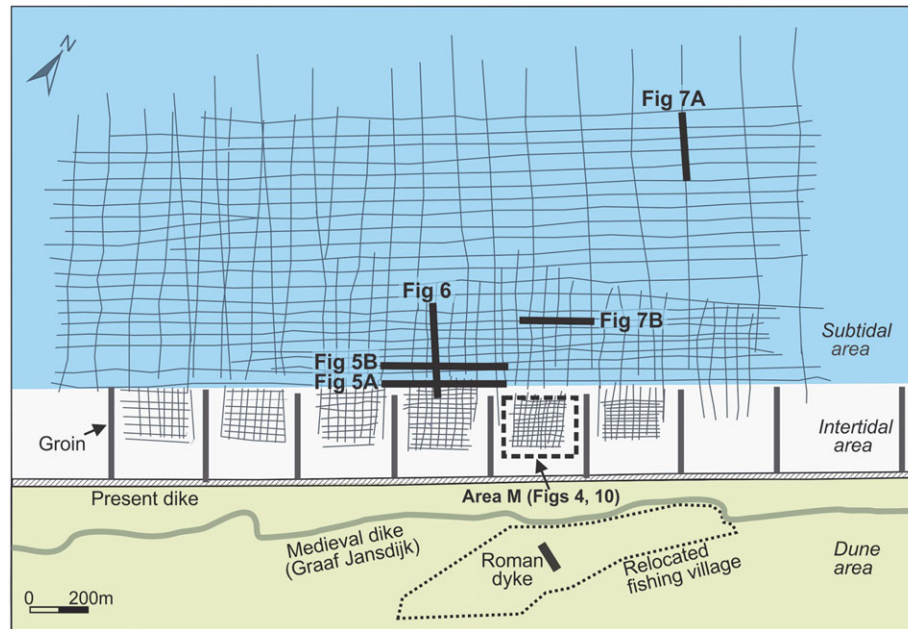 N
Fig 7A
Fig 6
Fig 7B
Subtidal
area
Fig 5B
Fig 5A
Groin
Intertidal
area
Present dike
Area M (Figs 4, 10)
Medieval dike
(Graaf Jansdijk)
Roman
dyke
Relocated
fishing village
Dune
area
0 200m